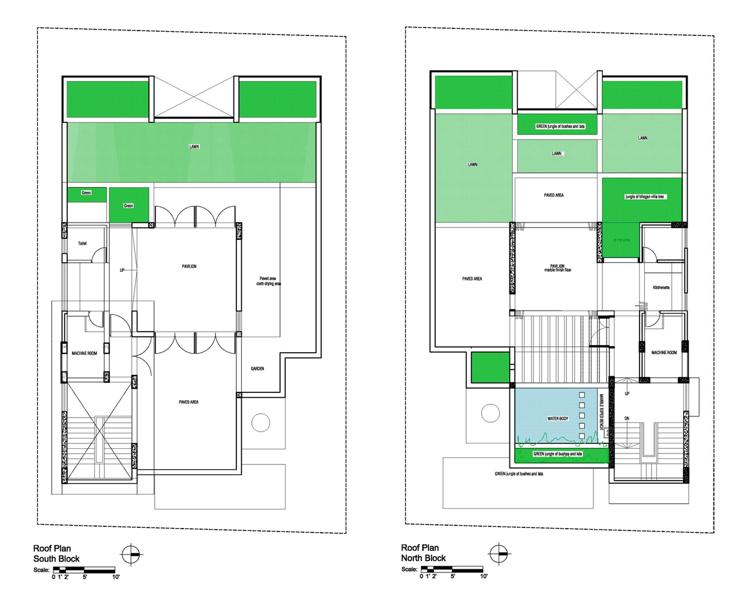 LAWN
Green
Green
Toilet
UP
PAVILION
Paved area
cloth drying area
MACHINE ROOM
GARDEN
PAVED AREA
Roof Plan
South Block
Scale:
0 1' 2' 5' 10'
GREEN jungle of bushes and lata
LAWN
LAWN
LAWN
PAVED AREA
jungle of bhogan villa tree
PAVED AREA
PAVILION
marble finish floor
Kitchenette
MACHINE ROOM
UP
WATER BODY
DN
GREEN jungle of bushes and lata
GREEN jungle of bushes and lata
Roof Plan
North Block
Scale:
0 1' 2' 5' 10'